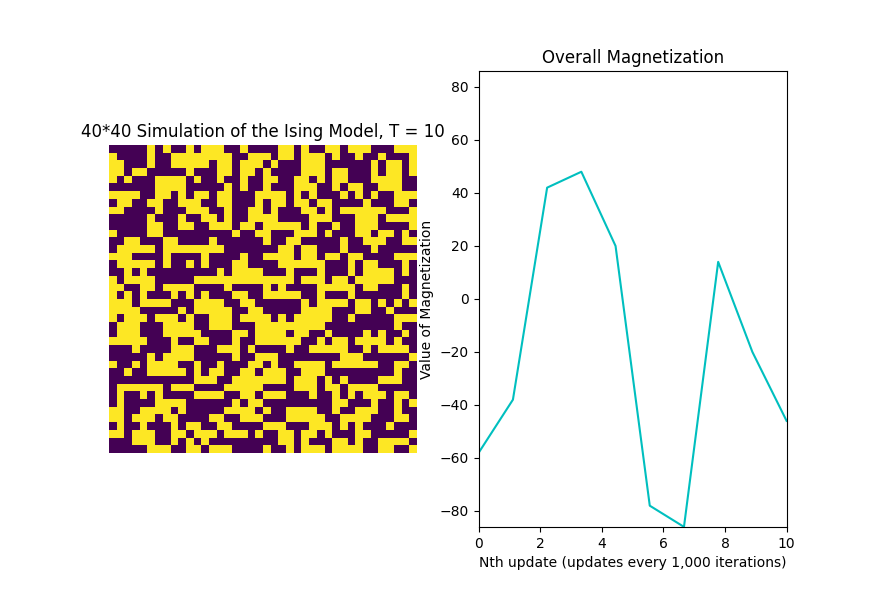 40*40 Simulation of the Ising Model, T = 10
Overall Magnetization
Value of Magnetization
80
60
40
20
0
−20
−40
−60
−80
0 2 4 6 8 10
Nth update (updates every 1,000 iterations)